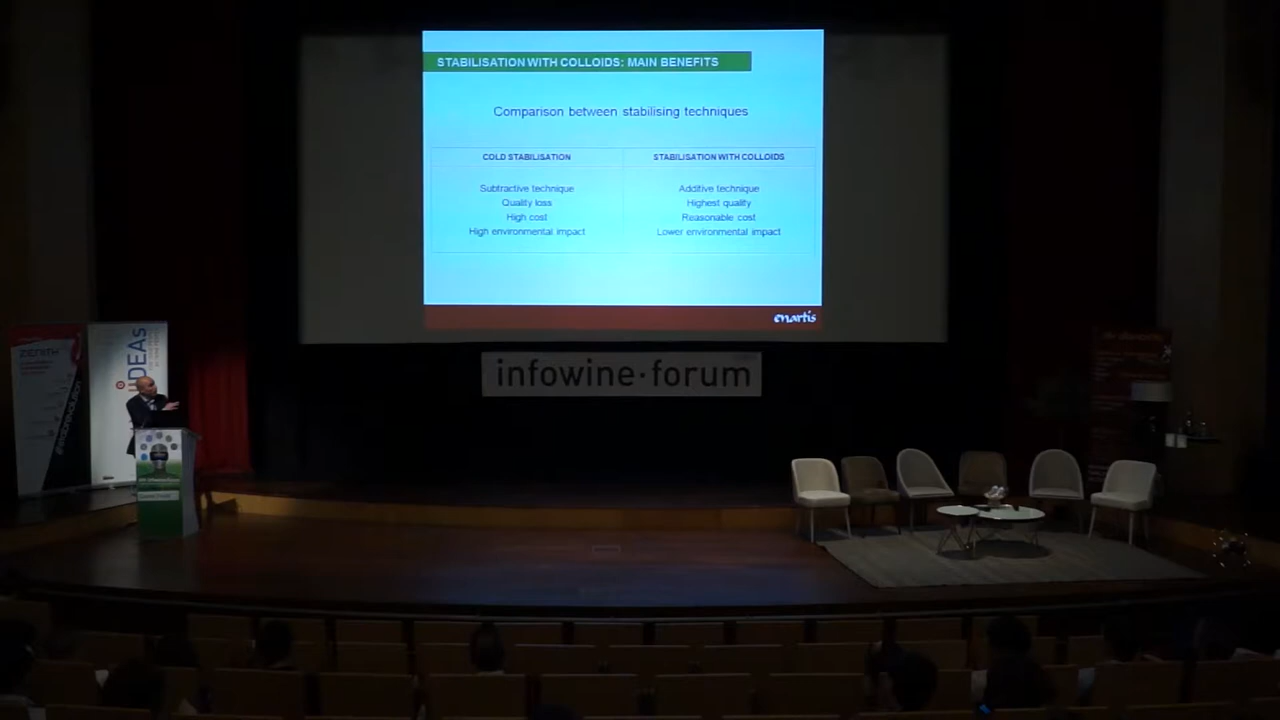 STABILISATION WITH COLLOIDS: MAIN BENEFITS
Comparison between stabilising techniques
COLD STABILISATION
STABILISATION WITH COLLOIDS
Subtractive technique
Additive technique
Quality loss
Highest quality
High cost
Reasonable cost
High environmental impact
Lower environmental impact
enartis
infowine·forum
ZENITH
IDEAs